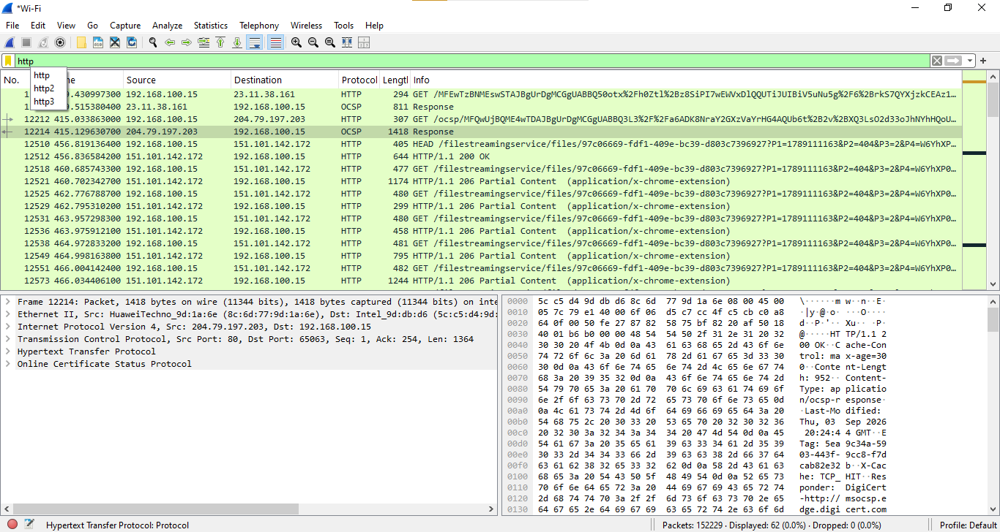 *Wi-Fi
File Edit View Go Capture Analyze Statistics Telephony Wireless Tools Help
http
http
http2
http3
No. Source Destination Protocol Lengtl Info
192.168.100.15 23.11.38.161 HTTP 294 GET
.515380400 23.11.38.161 192.168.100.15 OCSP 811 Response
12212 415.033863000 192.168.100.15 204.79.197.203 HTTP 307 GET
12214 415.129630700 204.79.197.203 192.168.100.15 OCSP 1418 Response
12510 456.819136400 192.168.100.15 151.101.142.172 HTTP 405 HEAD /filestreamingservice/files/97c06669-fdf1-409e-bc39-d803c7396927?P1=1789111163&P2=404&P3=2&P4=W6YhXP0…
12512 456.836584200 151.101.142.172 192.168.100.15 HTTP 644 HTTP/1.1 200 OK
12518 460.685743300 192.168.100.15 151.101.142.172 HTTP 477 GET /filestreamingservice/files/97c06669-fdf1-409e-bc39-d803c7396927?P1=1789111163&P2=404&P3=2&P4=W6YhXP0…
12521 460.702342700 151.101.142.172 192.168.100.15 HTTP 1174 HTTP/1.1 206 Partial Content (application/x-chrome-extension)
12525 462.776788700 192.168.100.15 151.101.142.172 HTTP 480 GET /filestreamingservice/files/97c06669-fdf1-409e-bc39-d803c7396927?P1=1789111163&P2=404&P3=2&P4=W6YhXP0…
12529 462.795310200 151.101.142.172 192.168.100.15 HTTP 299 HTTP/1.1 206 Partial Content (application/x-chrome-extension)
12531 463.957298300 192.168.100.15 151.101.142.172 HTTP 480 GET /filestreamingservice/files/97c06669-fdf1-409e-bc39-d803c7396927?P1=1789111163&P2=404&P3=2&P4=W6YhXP0…
12536 463.975912100 151.101.142.172 192.168.100.15 HTTP 458 HTTP/1.1 206 Partial Content (application/x-chrome-extension)
12538 464.972833200 192.168.100.15 151.101.142.172 HTTP 481 GET /filestreamingservice/files/97c06669-fdf1-409e-bc39-d803c7396927?P1=1789111163&P2=404&P3=2&P4=W6YhXP0…
12549 464.998163800 151.101.142.172 192.168.100.15 HTTP 795 HTTP/1.1 206 Partial Content (application/x-chrome-extension)
12551 466.004142400 192.168.100.15 151.101.142.172 HTTP 482 GET /filestreamingservice/files/97c06669-fdf1-409e-bc39-d803c7396927?P1=1789111163&P2=404&P3=2&P4=W6YhXP0…
12573 466.034406100 151.101.142.172 192.168.100.15 HTTP 1244 HTTP/1.1 206 Partial Content (application/x-chrome-extension)
Frame 12214: Packet, 1418 bytes on wire (11344 bits), 1418 bytes captured (11344 bits) on inte
Ethernet II, Src: HuaweiTechno_9d:1a:6e (8c:6d:77:9d:1a:6e), Dst: Intel_9d:db:d6 (5c:c5:d4:9d:
Internet Protocol Version 4, Src: 204.79.197.203, Dst: 192.168.100.15
Transmission Control Protocol, Src Port: 80, Dst Port: 65063, Seq: 1, Ack: 254, Len: 1364
Hypertext Transfer Protocol
Online Certificate Status Protocol
0000 5c c5 d4 9d db d6 8c 6d 77 9d 1a 6e 08 00 45 00 \······m w··n··E·
0010 05 7c 79 e1 40 00 6f 06 d5 c7 cc 4f c5 cb c0 a8 ·|y·@·o· ···O····
0020 64 0f 00 50 fe 27 87 82 58 75 bf 82 20 af 50 18 d··P·'·· Xu·· ·P·
0030 40 01 b6 b0 00 00 48 54 54 50 2f 31 2e 31 20 32 @·····HT TP/1.1 2
0040 30 30 20 4f 4b 0d 0a 43 61 63 68 65 2d 43 6f 6e 00 OK··C ache-Con
0050 74 72 6f 6c 3a 20 6d 61 78 2d 61 67 65 3d 33 30 trol: ma x-age=30
0060 30 0d 0a 43 6f 6e 74 65 6e 74 2d 4c 65 6e 67 74 0··Conte nt-Lengt
0070 68 3a 20 39 35 32 0d 0a 43 6f 6e 74 65 6e 74 2d h: 952·· Content-
0080 54 79 70 65 3a 20 61 70 70 6c 69 63 61 74 69 6f Type: ap plicatio
0090 6e 2f 6f 63 73 70 2d 72 65 73 70 6f 6e 73 65 0d n/ocsp-r esponse·
00a0 0a 4c 61 73 74 2d 4d 6f 64 69 66 69 65 64 3a 20 ·Last-Mo dified:
00b0 54 68 75 2c 20 30 33 20 53 65 70 20 32 30 32 36 Thu, 03 Sep 2026
00c0 20 32 30 3a 32 34 3a 34 34 20 47 4d 54 0d 0a 45 20:24:4 4 GMT··E
00d0 54 61 67 3a 20 35 65 61 39 63 33 34 61 2d 35 39 Tag: 5ea 9c34a-59
00e0 30 33 2d 34 34 33 66 2d 39 63 63 38 2d 66 37 64 03-443f- 9cc8-f7d
00f0 63 61 62 38 32 65 33 32 62 0d 0a 58 2d 43 61 63 cab82e32 b··X-Cac
0100 68 65 3a 20 54 43 50 5f 48 49 54 0d 0a 52 65 73 he: TCP_ HIT··Res
0110 70 6f 6e 64 65 72 3a 20 44 69 67 69 43 65 72 74 ponder: DigiCert
0120 2d 68 74 74 70 3a 2f 2f 6d 73 6f 63 73 70 2e 65 -http:// msocsp.e
0130 64 67 65 2e 64 69 67 69 63 65 72 74 2e 63 6f 6d dge.digi cert.com
Hypertext Transfer Protocol: Protocol
Packets: 152229 · Displayed: 62 (0.0%) · Dropped: 0 (0.0%)
Profile: Default